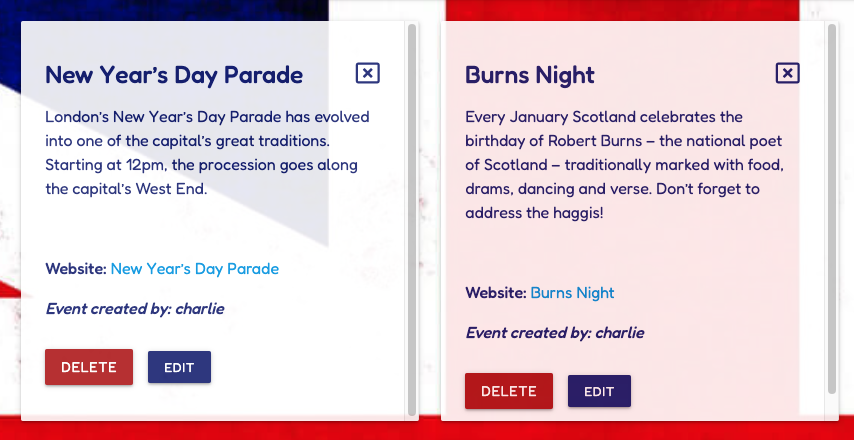 New Year's Day Parade
London's New Year's Day Parade has evolved
into one of the capital's great traditions.
Starting at 12pm, the procession goes along
the capital's West End.
Website: New Year's Day Parade
Event created by: charlie
DELETE EDIT
Burns Night
Every January Scotland celebrates the
birthday of Robert Burns – the national poet
of Scotland – traditionally marked with food,
drams, dancing and verse. Don't forget to
address the haggis!
Website: Burns Night
Event created by: charlie
DELETE EDIT